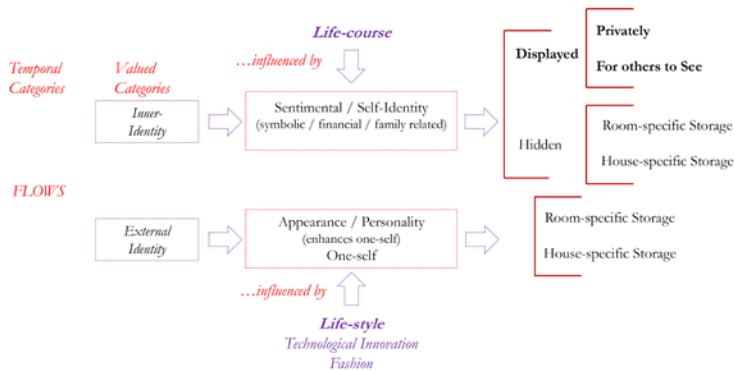 Life-course
…influenced by
Temporal Categories
Valued Categories
Inner-Identity
Sentimental / Self-Identity
(symbolic / financial / family related)
Displayed
Privately
For others to See
Hidden
Room-specific Storage
House-specific Storage
FLOWS
External Identity
Appearance / Personality
(enhances one-self)
One-self
Room-specific Storage
House-specific Storage
…influenced by
Life-style
Technological Innovation
Fashion